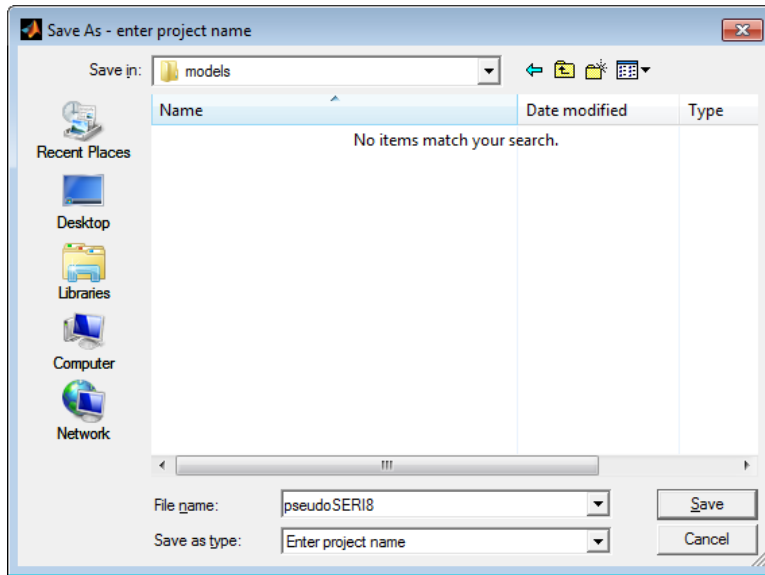 Save As - enter project name
Save in: models
Name Date modified Type
No items match your search.
Recent Places
Desktop
Libraries
Computer
Network
File name: pseudoSERI8 Save
Save as type: Enter project name Cancel